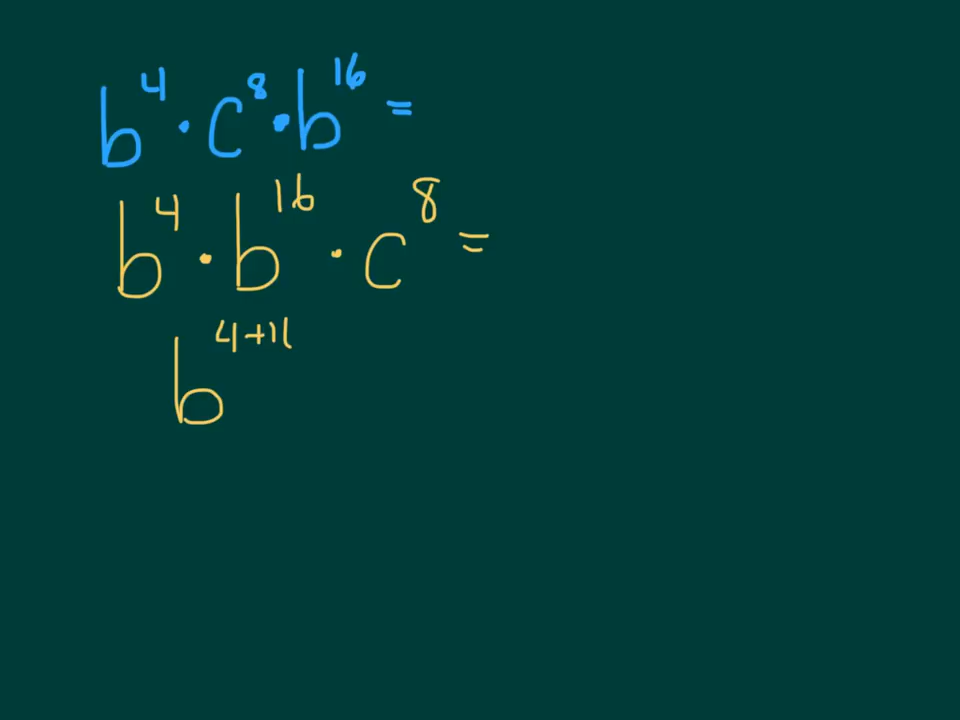 b⁴ · c⁸ · b¹⁶ =
b⁴ · b¹⁶ · c⁸ =
b⁴⁺¹